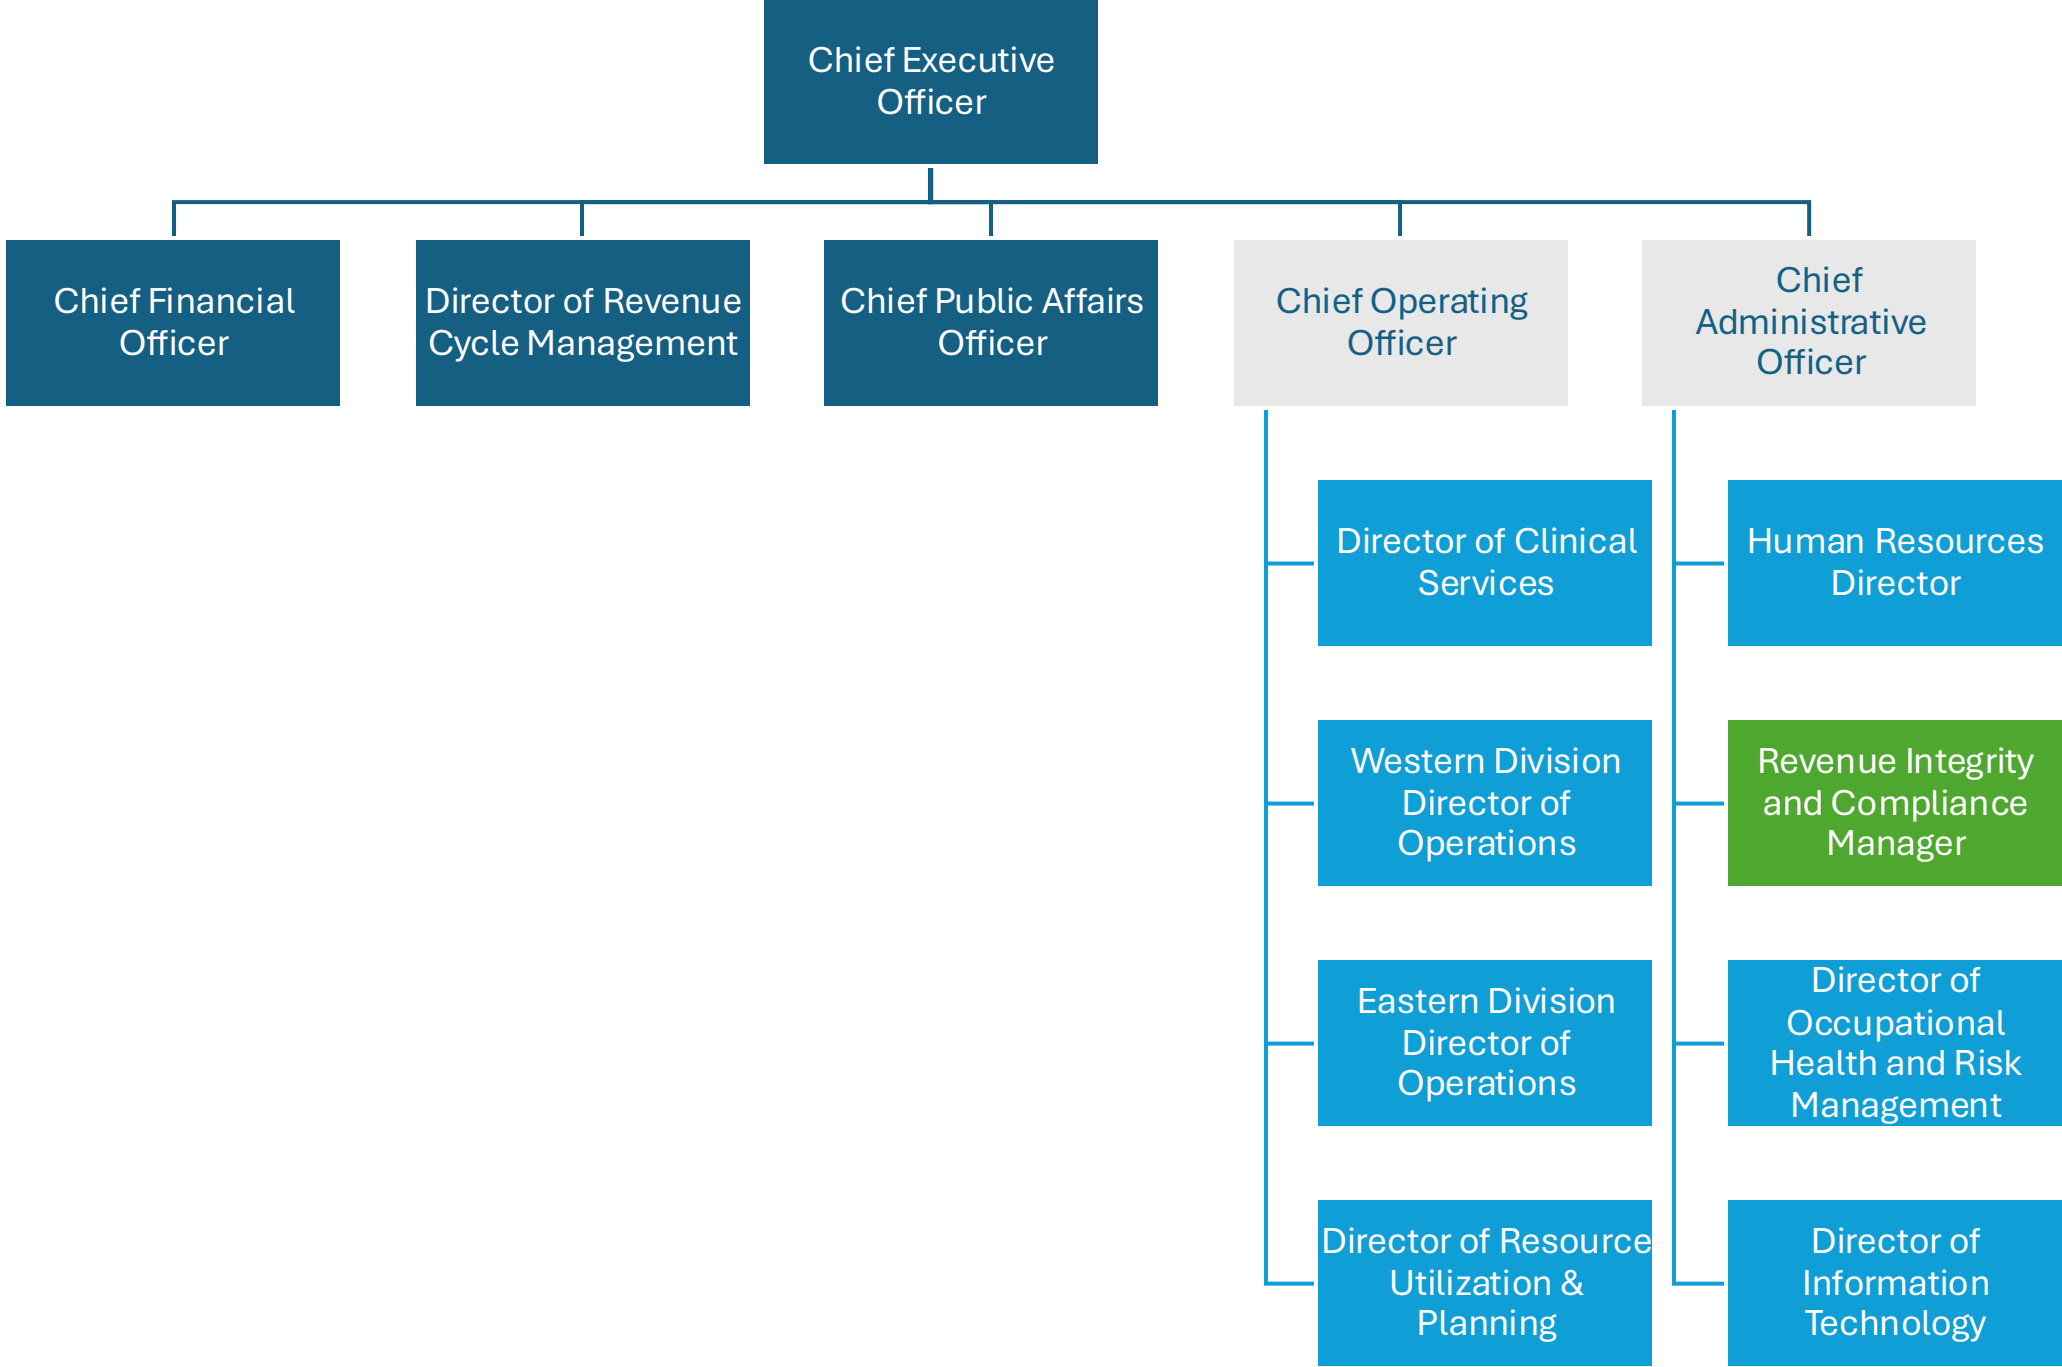 Chief Executive
Officer
Chief Financial
Officer
Director of Revenue
Cycle Management
Chief Public Affairs
Officer
Chief Operating
Officer
Chief
Administrative
Officer
Director of Clinical
Services
Western Division
Director of
Operations
Eastern Division
Director of
Operations
Director of Resource
Utilization &
Planning
Human Resources
Director
Revenue Integrity
and Compliance
Manager
Director of
Occupational
Health and Risk
Management
Director of
Information
Technology